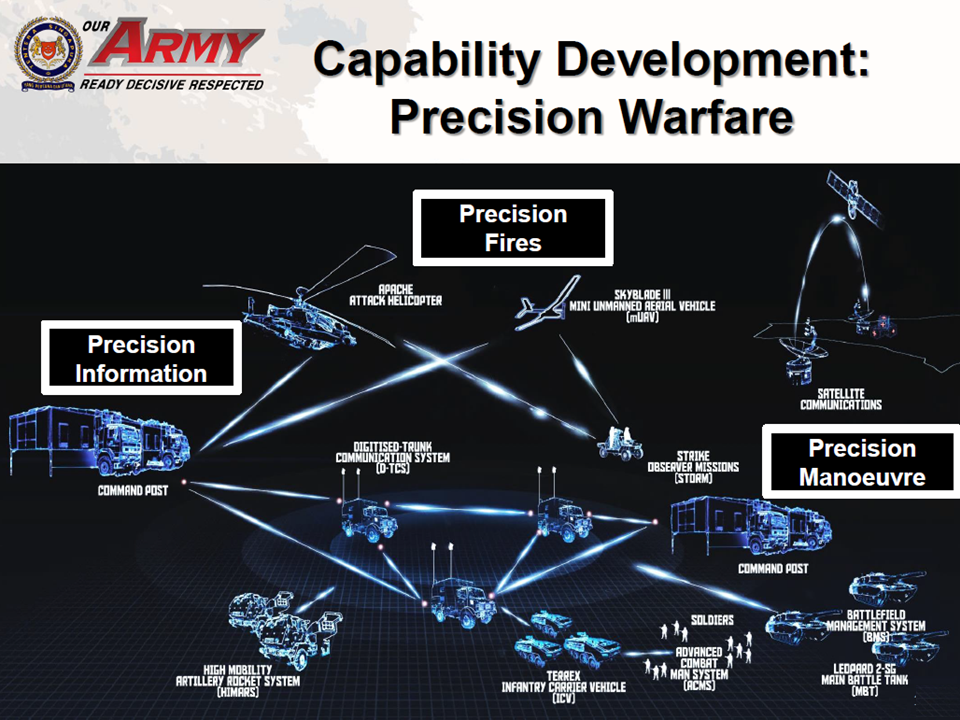 OUR
ARMY
READY DECISIVE RESPECTED
Capability Development:
Precision Warfare
Precision
Fires
APACHE
ATTACK HELICOPTER
SKYBLADE III
MINI UNMANNED AERIAL VEHICLE
(mUAV)
Precision
Information
SATELLITE
COMMUNICATIONS
COMMAND POST
DIGITISED-TRUNK
COMMUNICATION SYSTEM
(D-TCS)
STRIKE
OBSERVER MISSIONS
(STORM)
Precision
Manoeuvre
COMMAND POST
HIGH MOBILITY
ARTILLERY ROCKET SYSTEM
(HIMARS)
TERREX
INFANTRY CARRIER VEHICLE
(ICV)
SOLDIERS
ADVANCED
COMBAT
MAN SYSTEM
(ACMS)
BATTLEFIELD
MANAGEMENT SYSTEM
(BMS)
LEOPARD 2-SG
MAIN BATTLE TANK
(MBT)